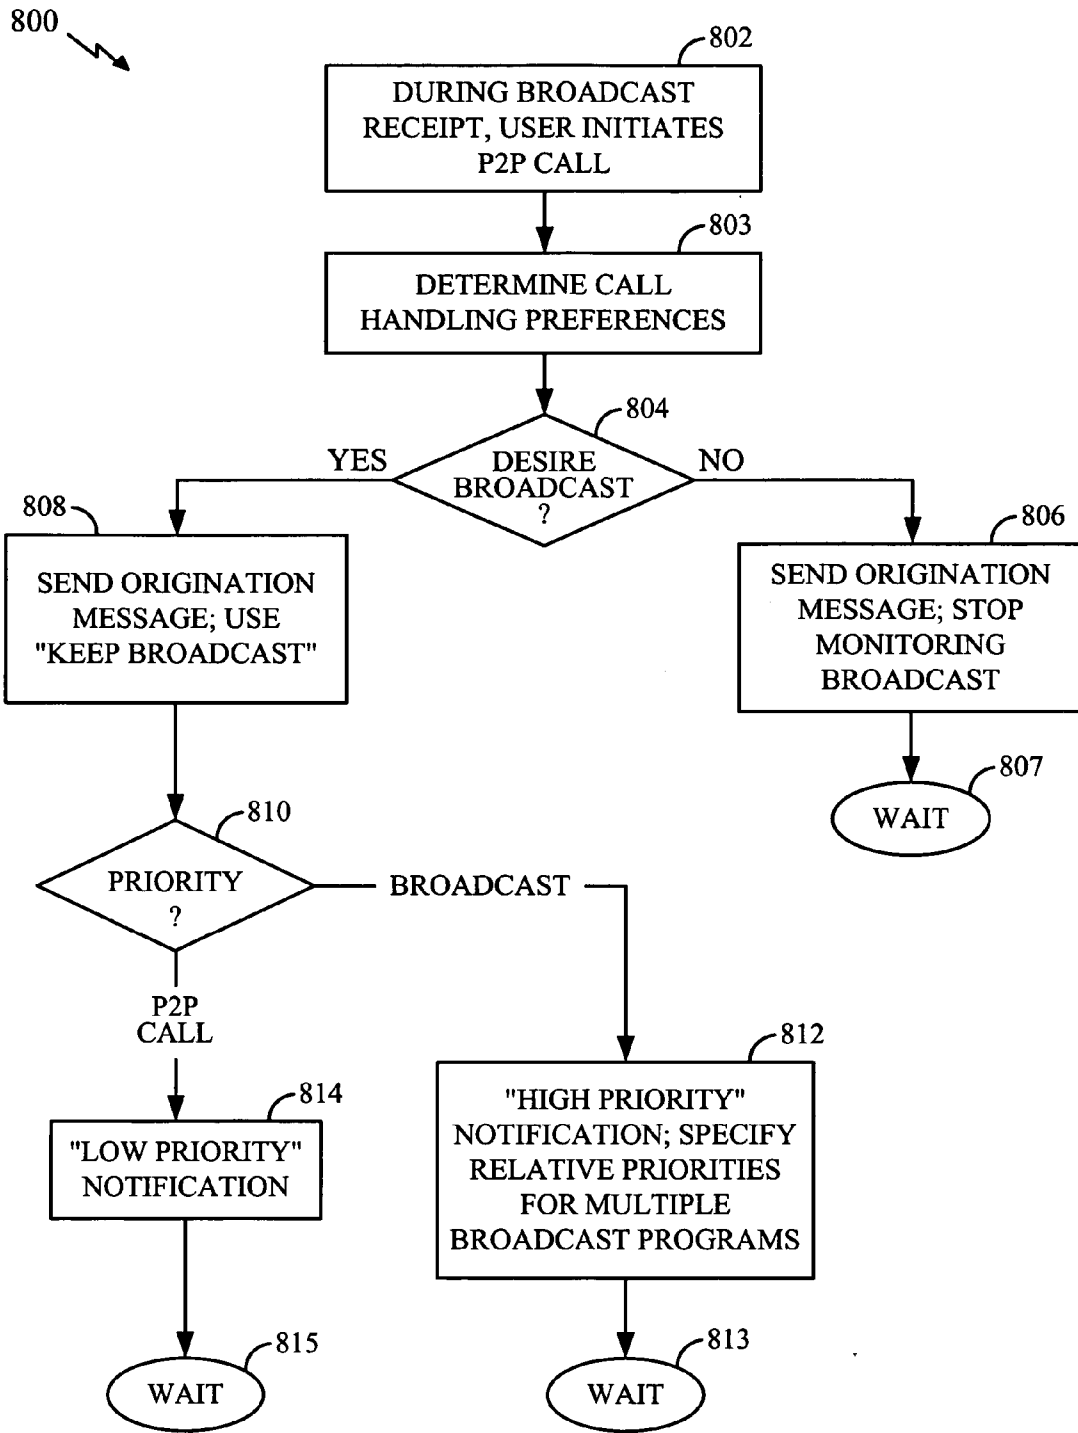 800
802
DURING BROADCAST
RECEIPT, USER INITIATES
P2P CALL
803
DETERMINE CALL
HANDLING PREFERENCES
804
DESIRE
BROADCAST
?
YES
NO
808
SEND ORIGINATION
MESSAGE; USE
"KEEP BROADCAST"
806
SEND ORIGINATION
MESSAGE; STOP
MONITORING
BROADCAST
807
WAIT
810
PRIORITY
?
BROADCAST
P2P
CALL
812
"HIGH PRIORITY"
NOTIFICATION; SPECIFY
RELATIVE PRIORITIES
FOR MULTIPLE
BROADCAST PROGRAMS
814
"LOW PRIORITY"
NOTIFICATION
815
WAIT
813
WAIT